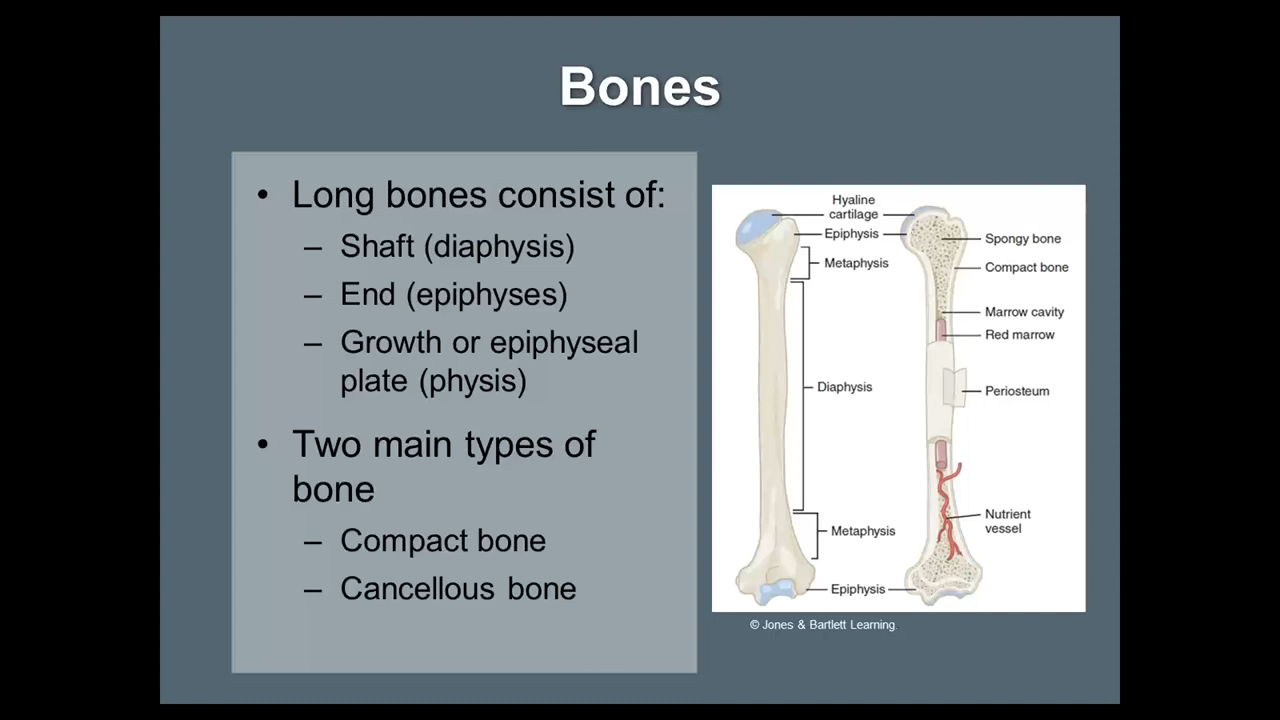 Bones
• Long bones consist of:
– Shaft (diaphysis)
– End (epiphyses)
– Growth or epiphyseal
plate (physis)
• Two main types of
bone
– Compact bone
– Cancellous bone
Hyaline
cartilage
Epiphysis
Metaphysis
Diaphysis
Metaphysis
Epiphysis
Spongy bone
Compact bone
Marrow cavity
Red marrow
Periosteum
Nutrient
vessel
© Jones & Bartlett Learning.